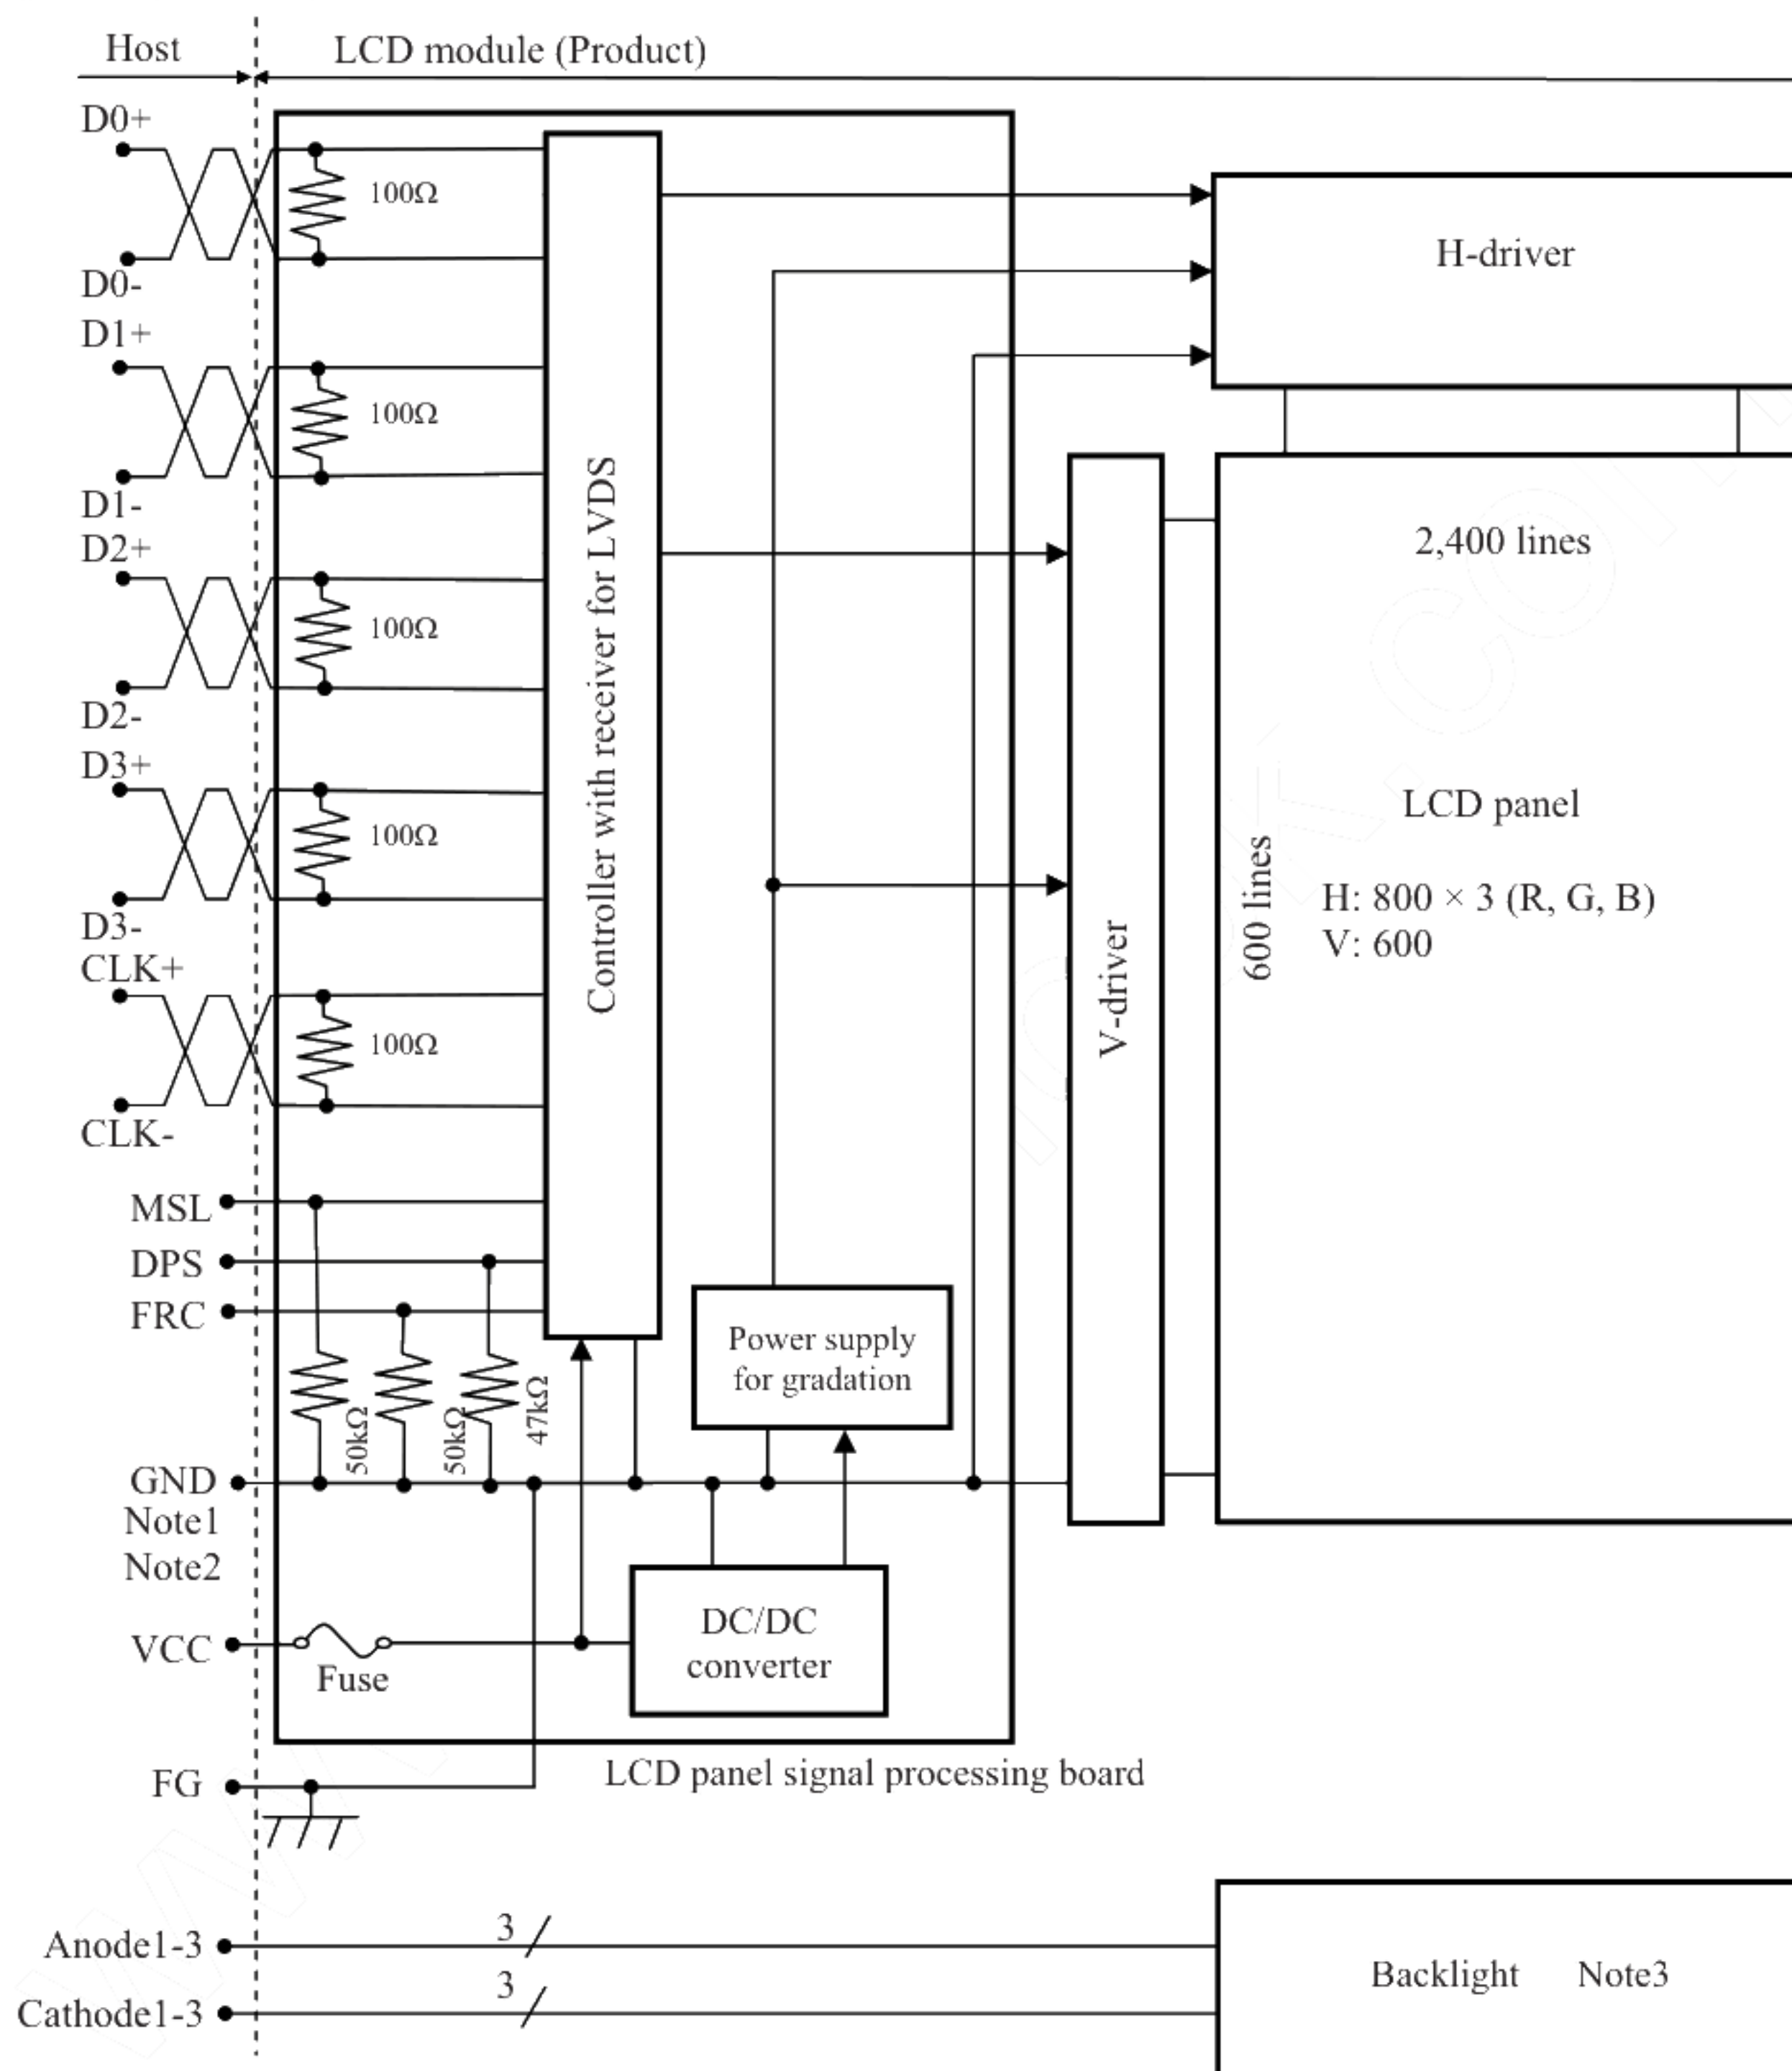 Host
LCD module (Product)
D0+
100Ω
D0-
H-driver
D1+
100Ω
D1-
D2+
100Ω
D2-
D3+
100Ω
D3-
CLK+
100Ω
CLK-
Controller with receiver for LVDS
2,400 lines
LCD panel
600 lines
H: 800 × 3 (R, G, B)
V: 600
V-driver
MSL
DPS
FRC
50kΩ
50kΩ
47kΩ
Power supply
for gradation
GND
Note1
Note2
VCC
Fuse
DC/DC
converter
FG
LCD panel signal processing board
Anode1-3
3
Cathode1-3
3
Backlight Note3